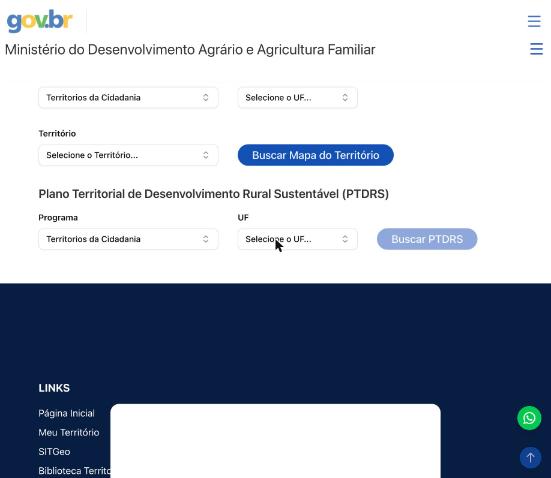 gov.br
Ministério do Desenvolvimento Agrário e Agricultura Familiar
Territorios da Cidadania
Selecione o UF...
Território
Selecione o Território...
Buscar Mapa do Território
Plano Territorial de Desenvolvimento Rural Sustentável (PTDRS)
Programa
UF
Territorios da Cidadania
Selecione o UF...
Buscar PTDRS
LINKS
Página Inicial
Meu Território
SITGeo
Biblioteca